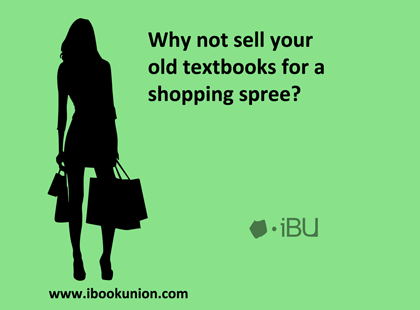 Why not sell your
old textbooks for a
shopping spree?
iBU
www.ibookunion.com